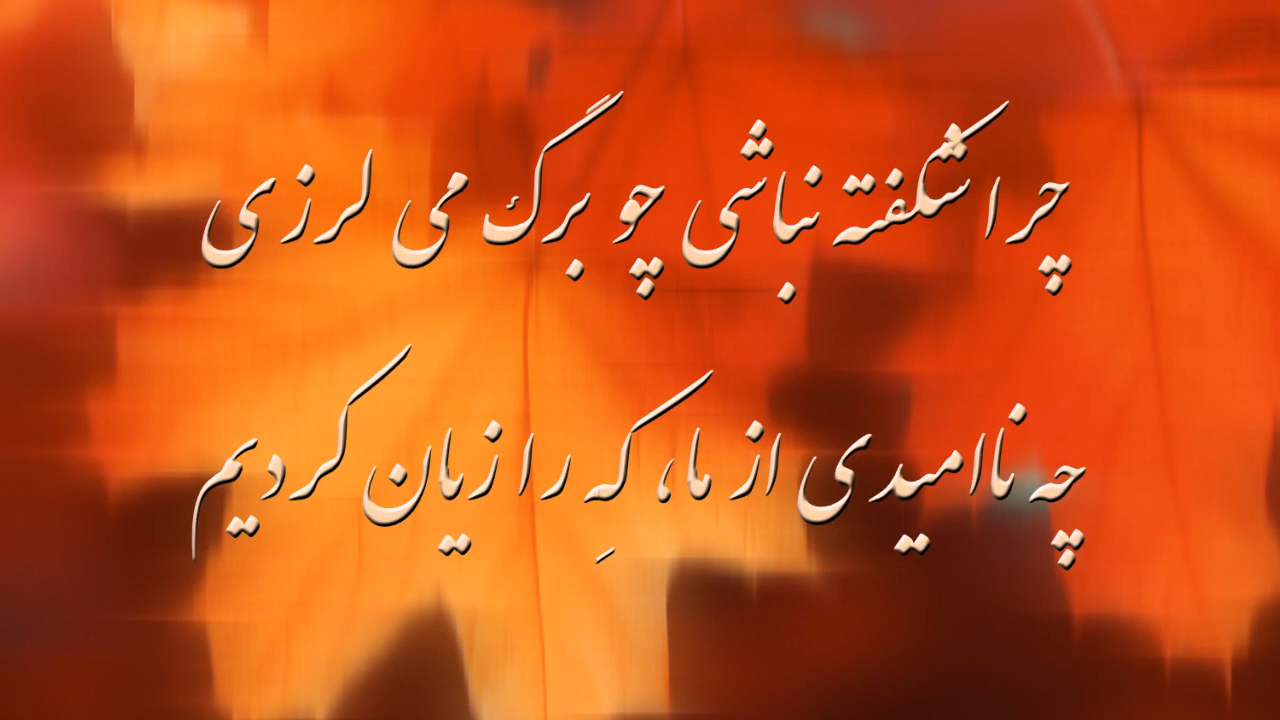 چرا شکفته نباشی چو برگ می لرزی
چه ناامیدی از ما، کهِ را زیان کردیم